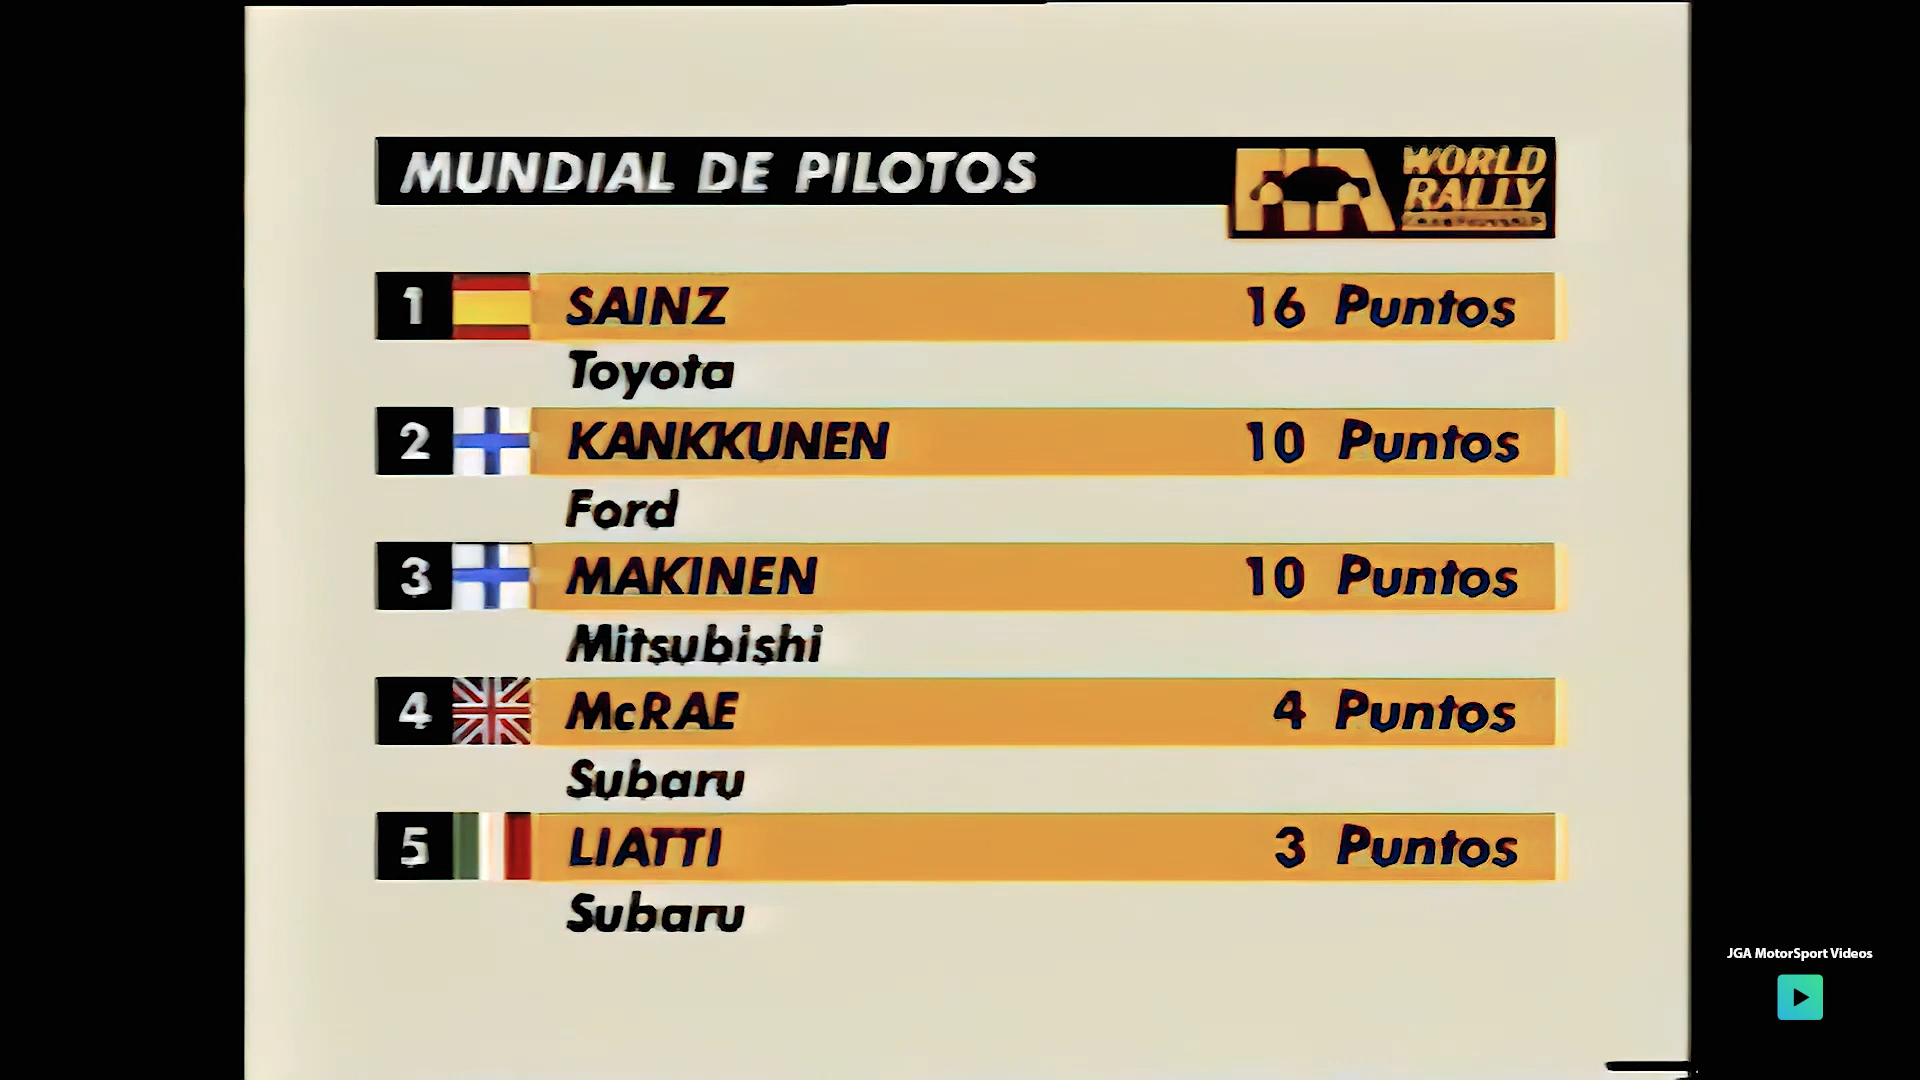 MUNDIAL DE PILOTOS
WORLD
RALLY
CHAMPIONSHIP
1 SAINZ 16 Puntos
Toyota
2 KANKKUNEN 10 Puntos
Ford
3 MAKINEN 10 Puntos
Mitsubishi
4 McRAE 4 Puntos
Subaru
5 LIATTI 3 Puntos
Subaru
JGA MotorSport Videos